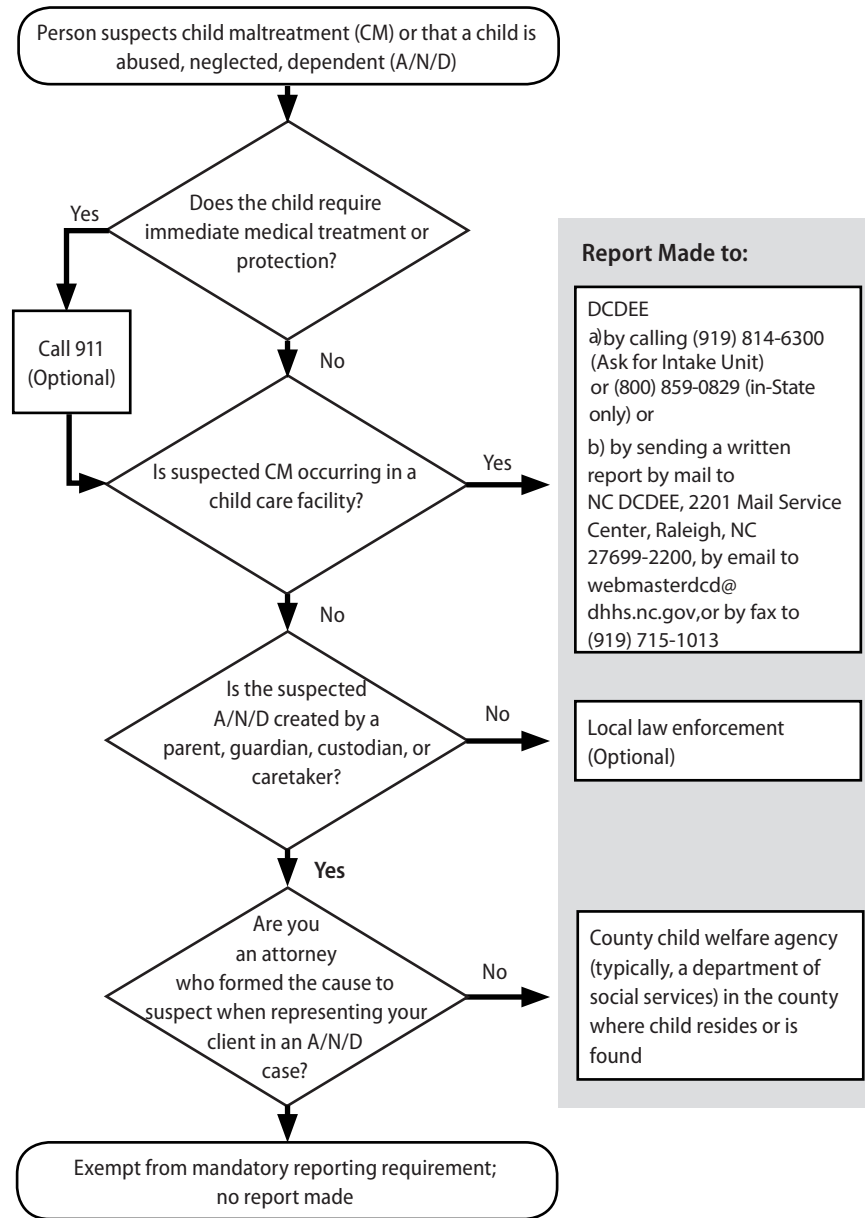 Person suspects child maltreatment (CM) or that a child is
abused, neglected, dependent (A/N/D)
Does the child require
immediate medical treatment or
protection?
Yes
Call 911
(Optional)
No
Is suspected CM occurring in a
child care facility?
Yes
No
Is the suspected
A/N/D created by a
parent, guardian, custodian, or
caretaker?
No
Yes
Are you
an attorney
who formed the cause to
suspect when representing your
client in an A/N/D
case?
No
Exempt from mandatory reporting requirement;
no report made
Report Made to:
DCDEE
a)by calling (919) 814-6300
(Ask for Intake Unit)
or (800) 859-0829 (in-State
only) or
b) by sending a written
report by mail to
NC DCDEE, 2201 Mail Service
Center, Raleigh, NC
27699-2200, by email to
webmasterdcd@
dhhs.nc.gov,or by fax to
(919) 715-1013
Local law enforcement
(Optional)
County child welfare agency
(typically, a department of
social services) in the county
where child resides or is
found